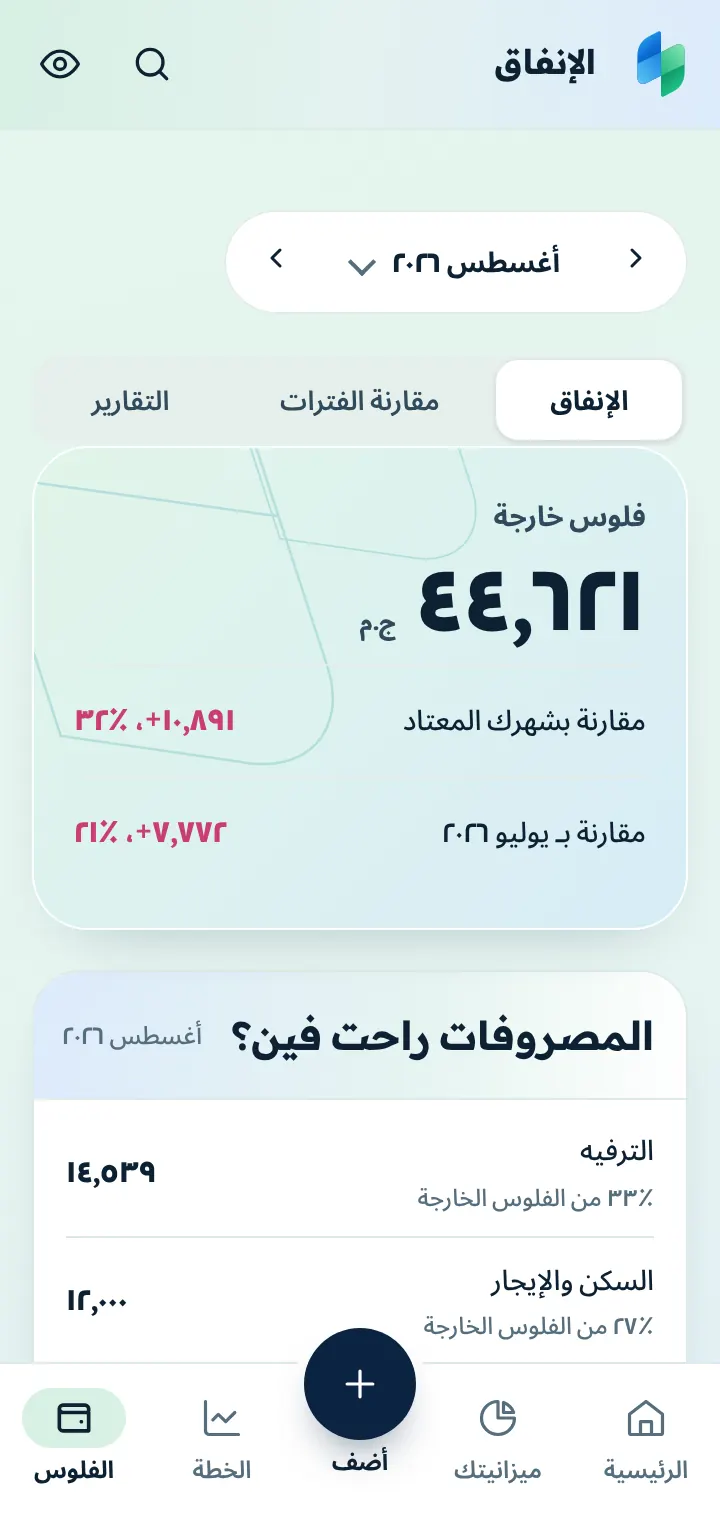 الإنفاق
أغسطس ٢٠٢٦
الإنفاق
مقارنة الفترات
التقارير
فلوس خارجة
٤٤,٦٢١ ج.م
مقارنة بشهرك المعتاد
+١٠,٨٩١، ٣٢٪
مقارنة بـ يوليو ٢٠٢٦
+٧,٧٧٢، ٢١٪
المصروفات راحت فين؟
أغسطس ٢٠٢٦
الترفيه
١٤,٥٣٩
٣٣٪ من الفلوس الخارجة
السكن والإيجار
١٢,٠٠٠
٢٧٪ من الفلوس الخارجة
الرئيسية
ميزانيتك
أضف
الخطة
الفلوس